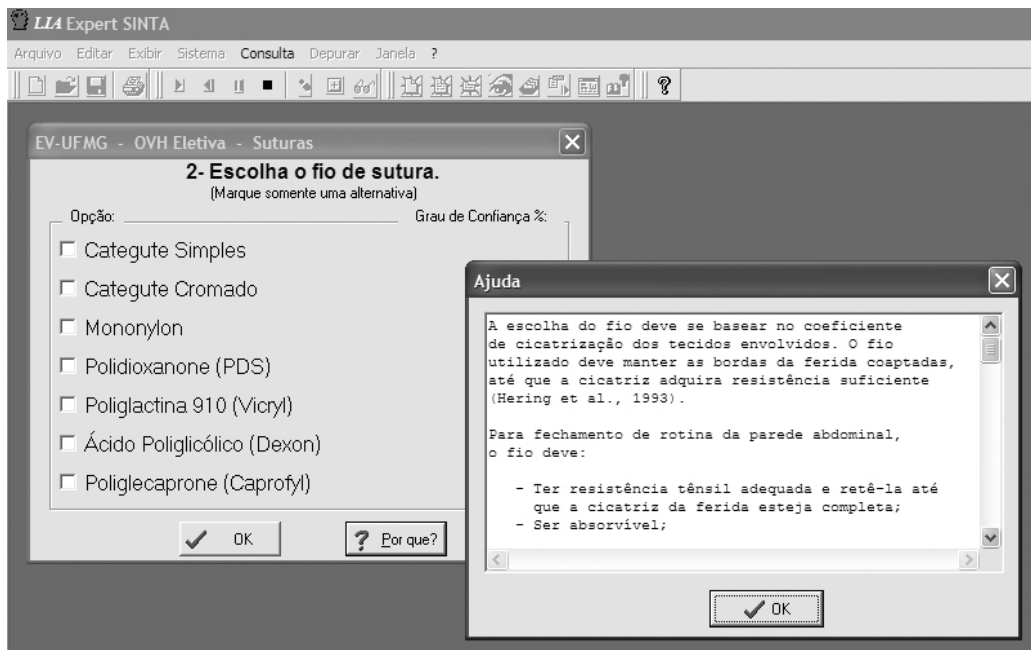 LIA Expert SINTA
Arquivo Editar Exibir Sistema Consulta Depurar Janela ?
EV-UFMG - OVH Eletiva - Suturas
2- Escolha o fio de sutura.
(Marque somente uma alternativa)
Opção: Grau de Confiança %:
Categute Simples
Categute Cromado
Mononylon
Polidioxanone (PDS)
Poliglactina 910 (Vicryl)
Ácido Poliglicólico (Dexon)
Poliglecaprone (Caprofyl)
OK
? Por que?
Ajuda
A escolha do fio deve se basear no coeficiente
de cicatrização dos tecidos envolvidos. O fio
utilizado deve manter as bordas da ferida coaptadas,
até que a cicatriz adquira resistência suficiente
(Hering et al., 1993).
Para fechamento de rotina da parede abdominal,
o fio deve:
- Ter resistência tênsil adequada e retê-la até
que a cicatriz da ferida esteja completa;
- Ser absorvível;
OK